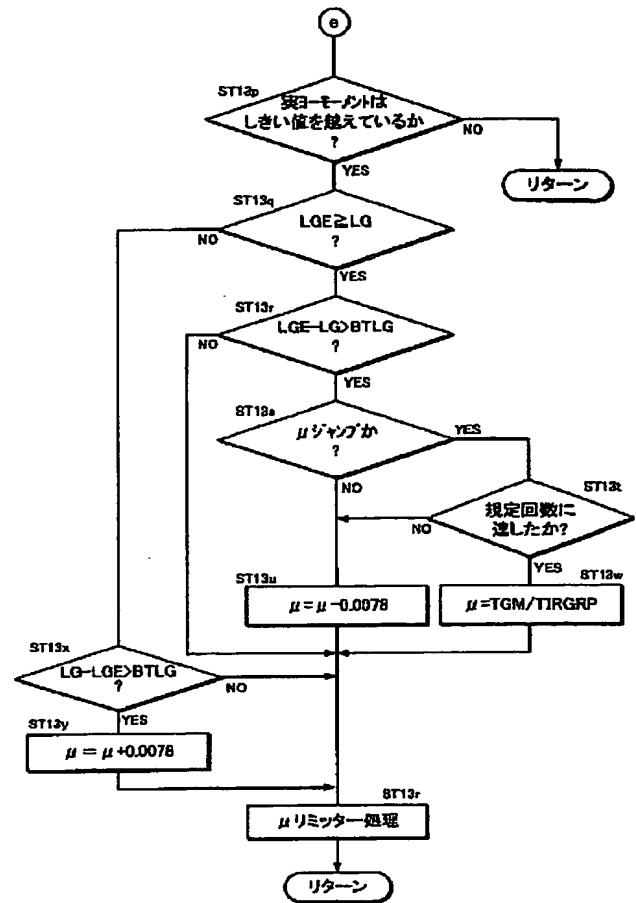 e
ST13p
実ヨーモーメントは
しきい値を越えているか
?
NO
YES
リターン
ST13q
LGE≧LG
?
NO
YES
ST13r
LGE-LG>BTLG
?
NO
YES
ST13s
μジャンプか
?
YES
NO
ST13t
規定回数に
達したか?
NO
YES
ST13u
μ=μ-0.0078
ST13w
μ=TGM/TIRGRP
ST13x
LG-LGE>BTLG
?
NO
YES
ST13y
μ=μ+0.0078
ST13r
μリミッター処理
リターン